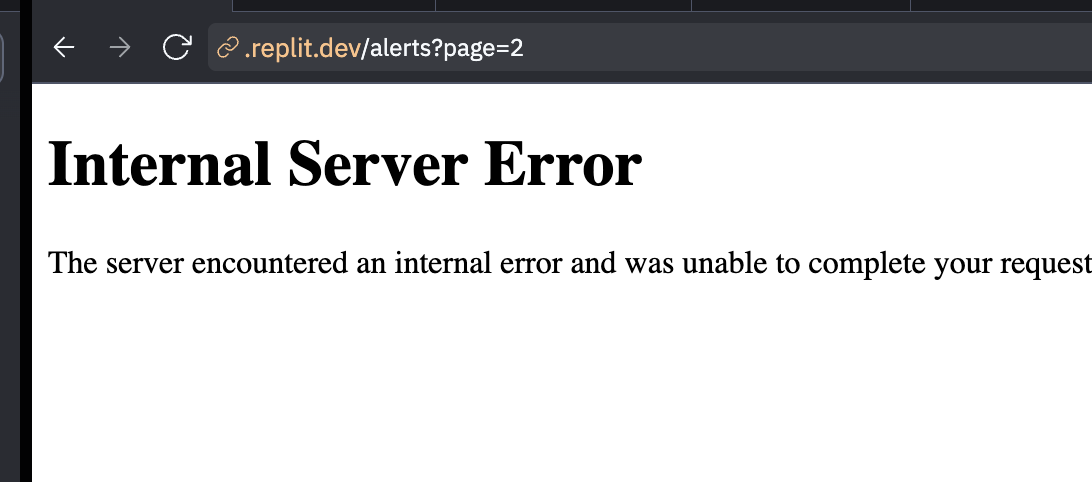 .replit.dev/alerts?page=2
Internal Server Error
The server encountered an internal error and was unable to complete your request